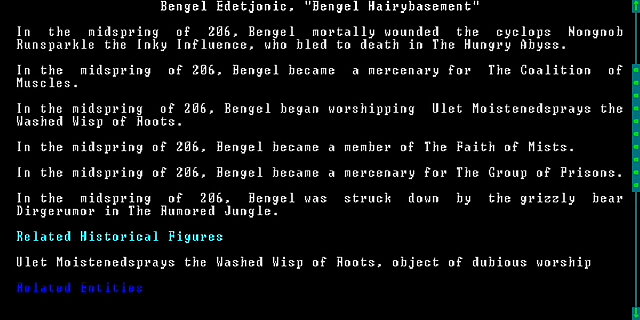 Bengel Edetjonic, "Bengel Hairybasement"
In the midspring of 206, Bengel mortally wounded the cyclops Nongnob
Runsparkle the Inky Influence, who bled to death in The Hungry Abyss.
In the midspring of 206, Bengel became a mercenary for The Coalition of
Muscles.
In the midspring of 206, Bengel began worshipping Ulet Moistenedsprays the
Washed Wisp of Roots.
In the midspring of 206, Bengel became a member of The Faith of Mists.
In the midspring of 206, Bengel became a mercenary for The Group of Prisons.
In the midspring of 206, Bengel was struck down by the grizzly bear
Dirgerumor in The Humored Jungle.
Related Historical Figures
Ulet Moistenedsprays the Washed Wisp of Roots, object of dubious worship
Related Entities